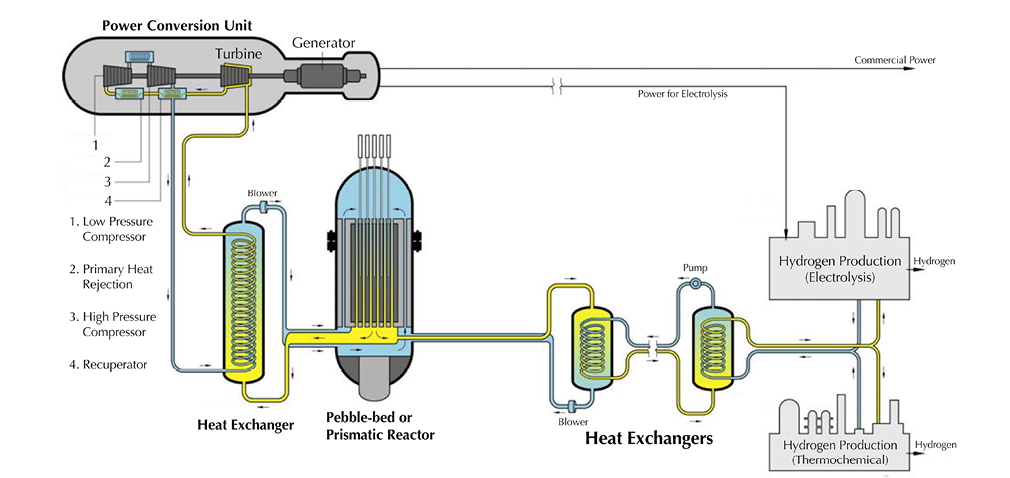 Power Conversion Unit
Turbine
Generator
Commercial Power
Power for Electrolysis
1
2
3
4
1. Low Pressure
Compressor
2. Primary Heat
Rejection
3. High Pressure
Compressor
4. Recuperator
Blower
Heat Exchanger
Pebble-bed or
Prismatic Reactor
Blower
Pump
Heat Exchangers
Hydrogen Production
(Electrolysis)
Hydrogen
Hydrogen Production
(Thermochemical)
Hydrogen